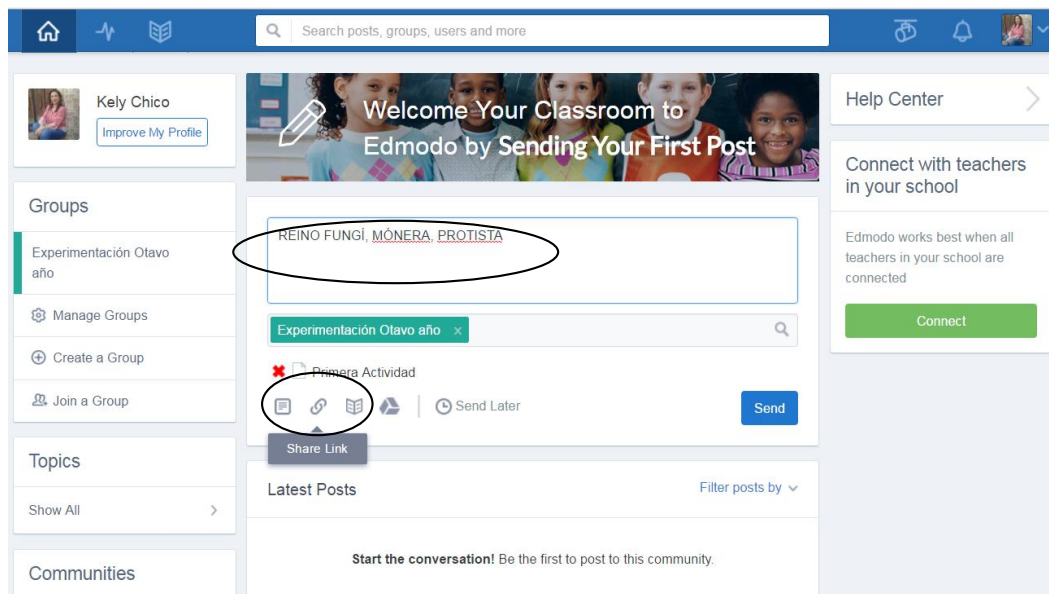 Search posts, groups, users and more
Kely Chico
Improve My Profile
Groups
Experimentación Otavo
año
Manage Groups
Create a Group
Join a Group
Topics
Show All
Communities
Welcome Your Classroom to
Edmodo by Sending Your First Post
REINO FUNGÍ, MÓNERA, PROTISTA
Experimentación Otavo año
Primera Actividad
Send Later
Send
Share Link
Latest Posts
Filter posts by
Start the conversation! Be the first to post to this community.
Help Center
Connect with teachers
in your school
Edmodo works best when all
teachers in your school are
connected
Connect